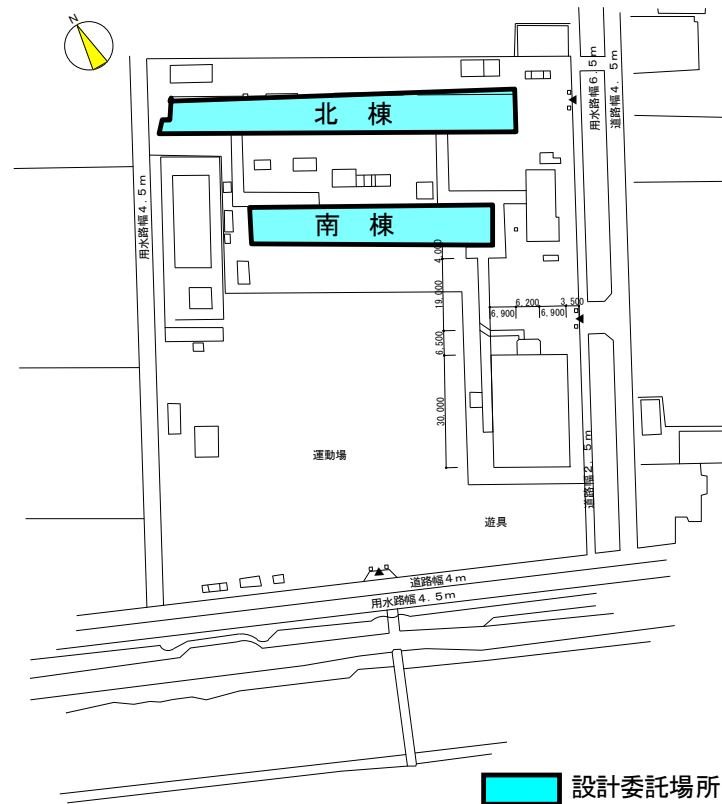 N
用水路幅6.5m
道路幅4.5m
北 棟
用水路幅4.5m
南 棟
4,000
19,000
6,500
30,000
6,200
3,500
6,900
6,900
運動場
道路幅2.5m
遊具
道路幅4m
用水路幅4.5m
設計委託場所